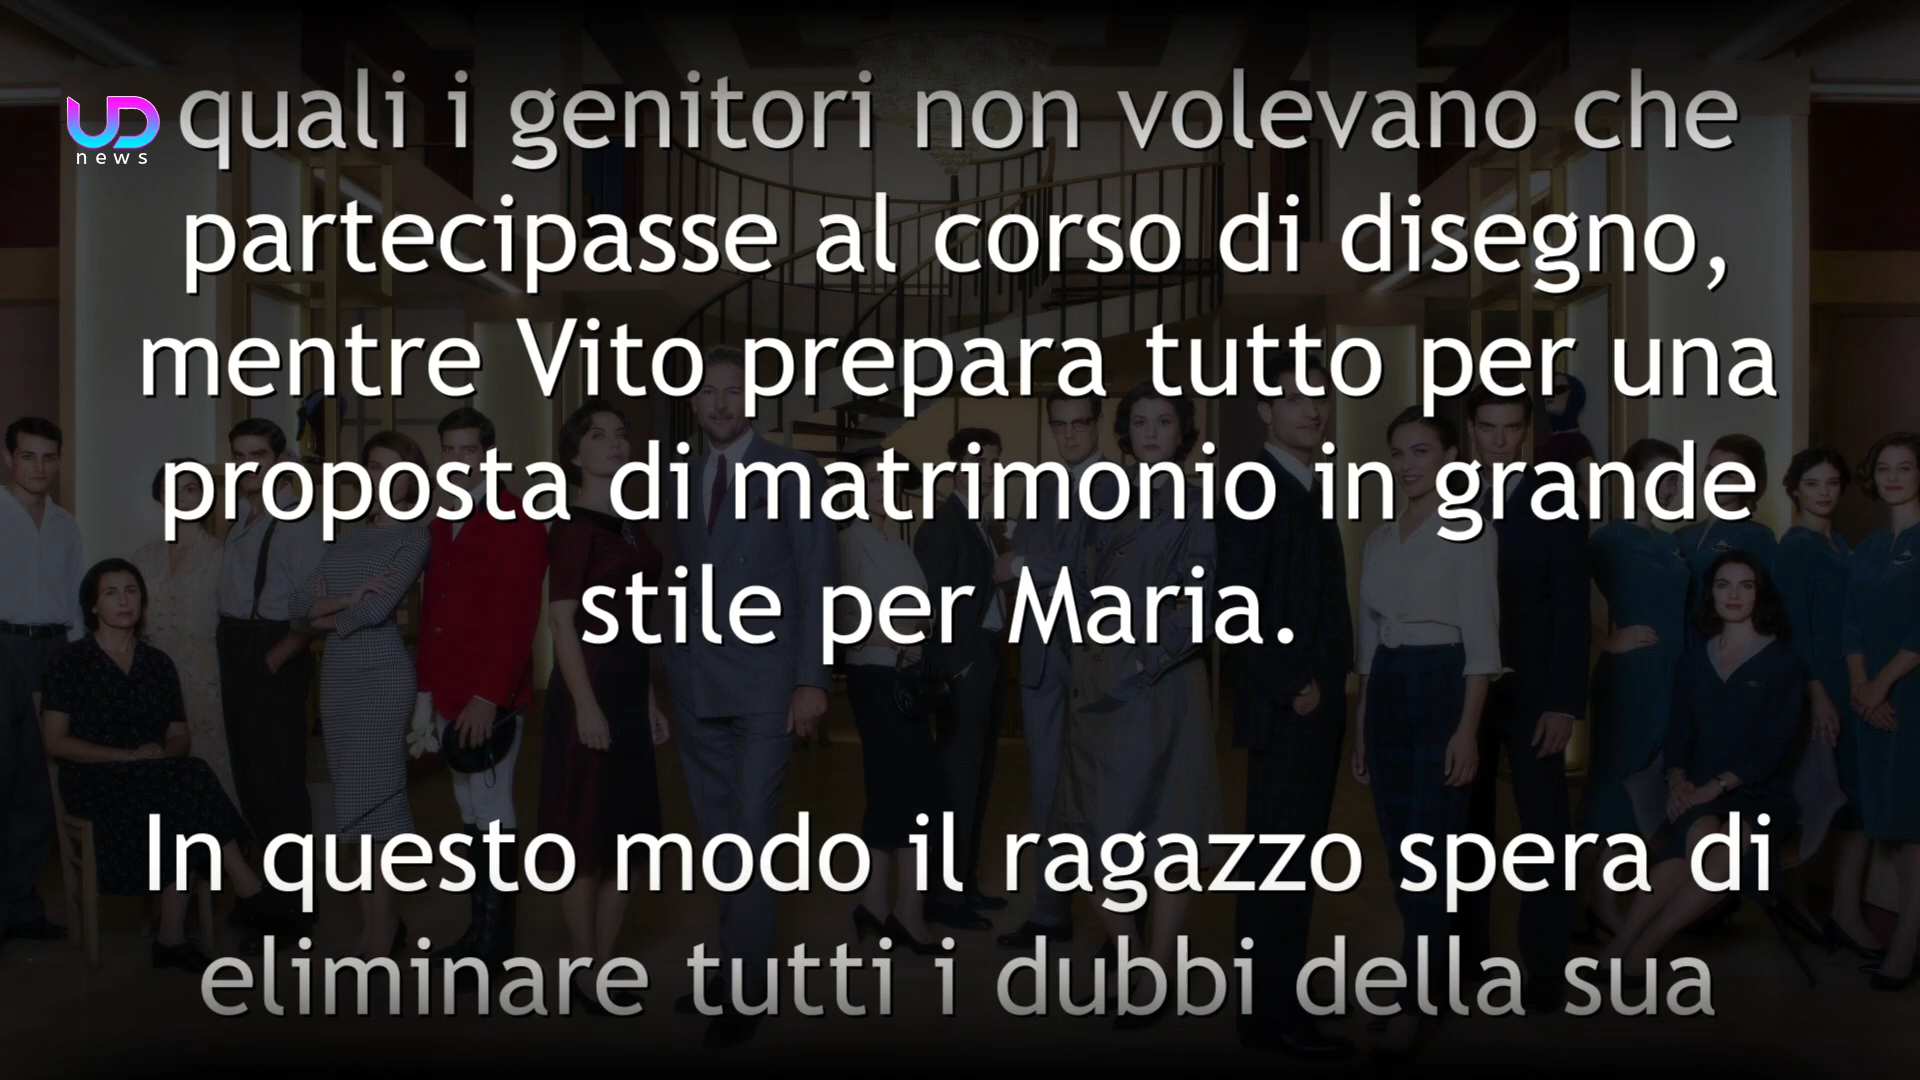 UD
news
quali i genitori non volevano che
partecipasse al corso di disegno,
mentre Vito prepara tutto per una
proposta di matrimonio in grande
stile per Maria.
In questo modo il ragazzo spera di
eliminare tutti i dubbi della sua